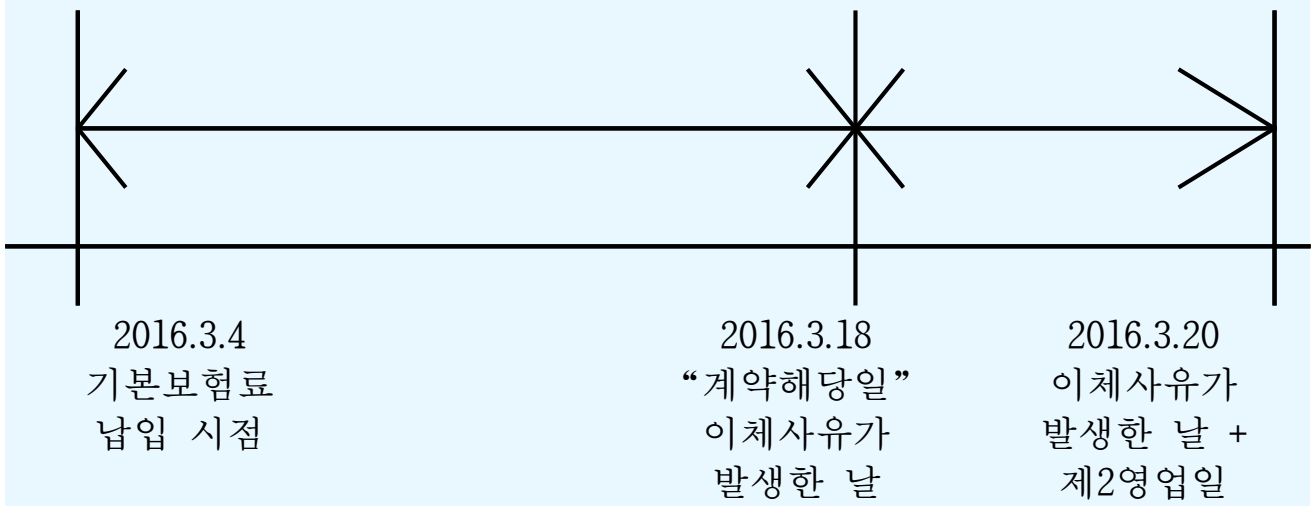 2016.3.4
기본보험료
납입 시점
2016.3.18
“계약해당일”
이체사유가
발생한 날
2016.3.20
이체사유가
발생한 날 +
제2영업일